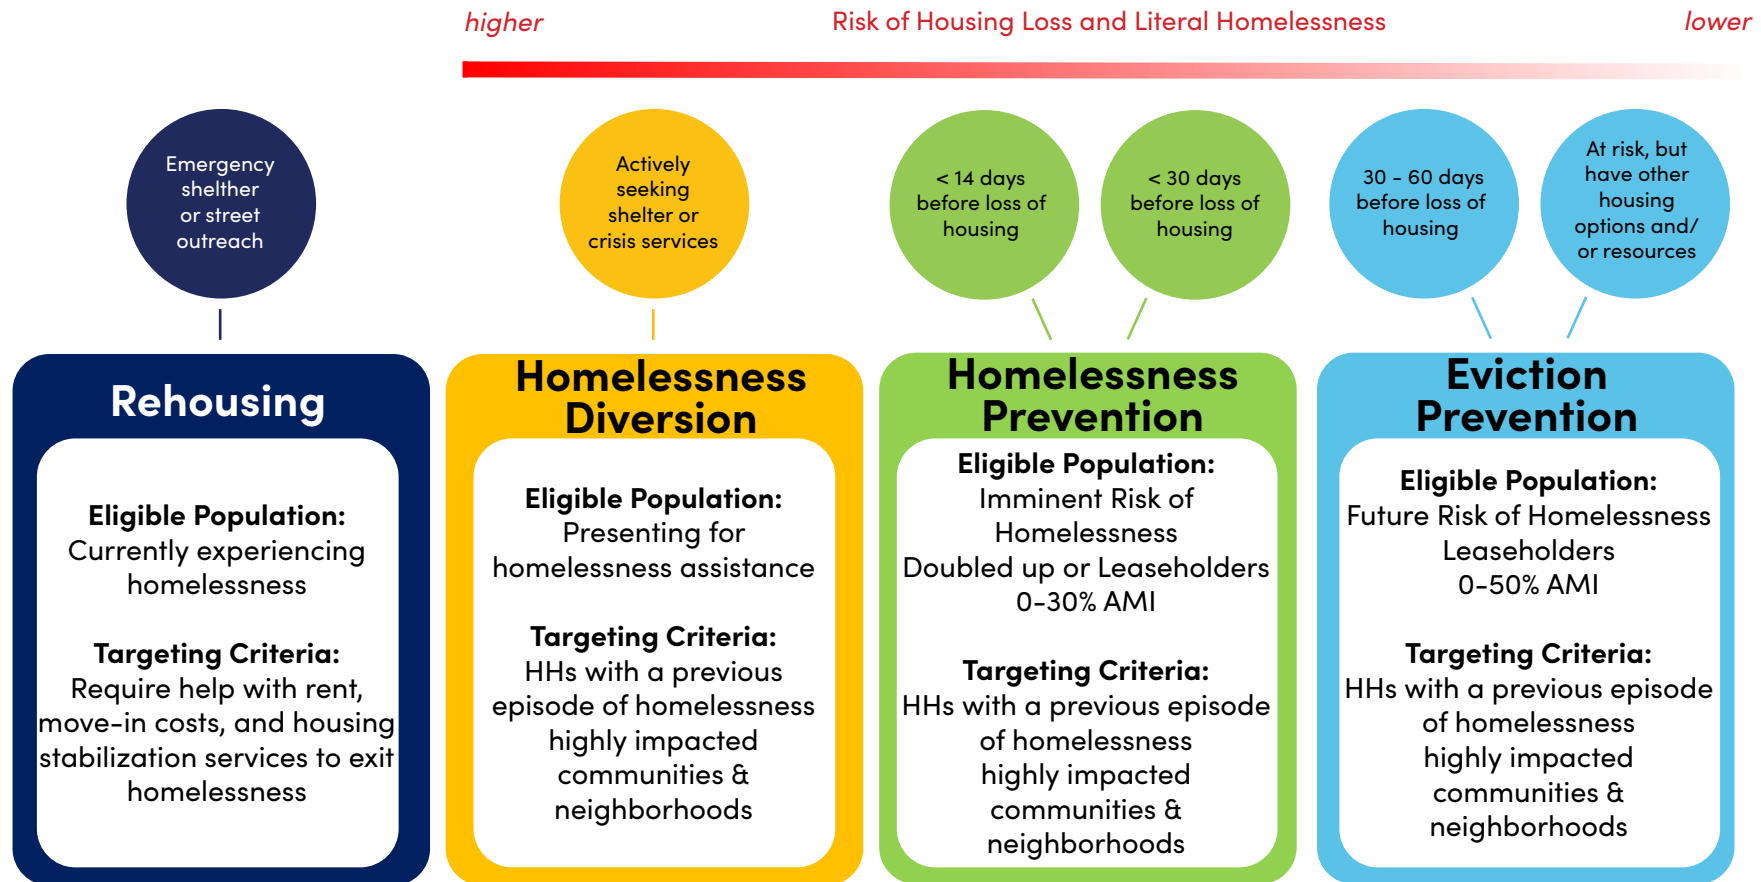 higher
Risk of Housing Loss and Literal Homelessness
lower
Emergency
shelther
or street
outreach
Actively
seeking
shelter or
crisis services
< 14 days
before loss of
housing
< 30 days
before loss of
housing
30 - 60 days
before loss of
housing
At risk, but
have other
housing
options and/
or resources
Rehousing
Eligible Population:
Currently experiencing
homelessness
Targeting Criteria:
Require help with rent,
move-in costs, and housing
stabilization services to exit
homelessness
Homelessness
Diversion
Eligible Population:
Presenting for
homelessness assistance
Targeting Criteria:
HHs with a previous
episode of homelessness
highly impacted
communities &
neighborhoods
Homelessness
Prevention
Eligible Population:
Imminent Risk of
Homelessness
Doubled up or Leaseholders
0-30% AMI
Targeting Criteria:
HHs with a previous episode
of homelessness
highly impacted
communities &
neighborhoods
Eviction
Prevention
Eligible Population:
Future Risk of Homelessness
Leaseholders
0-50% AMI
Targeting Criteria:
HHs with a previous episode
of homelessness
highly impacted
communities &
neighborhoods